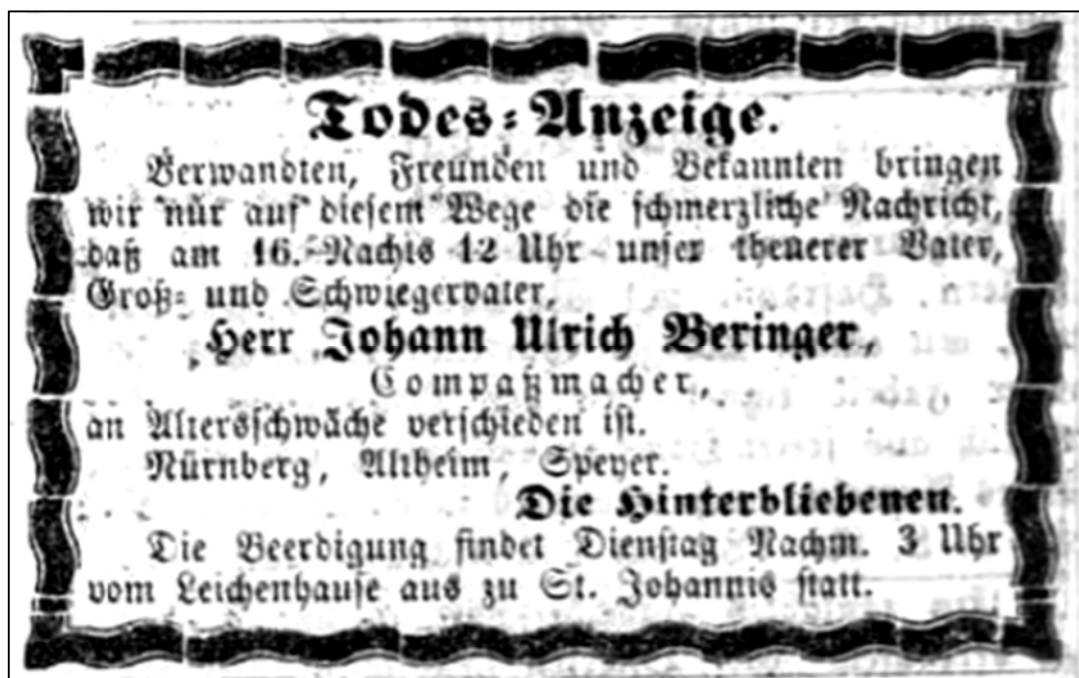 Todes-Anzeige.
Verwandten, Freunden und Bekannten bringen
wir nur auf diesem Wege die schmerzliche Nachricht,
daß am 16. Nachts 12 Uhr unser theuerer Vater,
Groß- und Schwiegervater,
Herr Johann Ulrich Beringer,
Compaßmacher,
an Altersschwäche verschieden ist.
Nürnberg, Altheim, Speyer.
Die Hinterbliebenen.
Die Beerdigung findet Dienstag Nachm. 3 Uhr
vom Leichenhause aus zu St. Johannis statt.